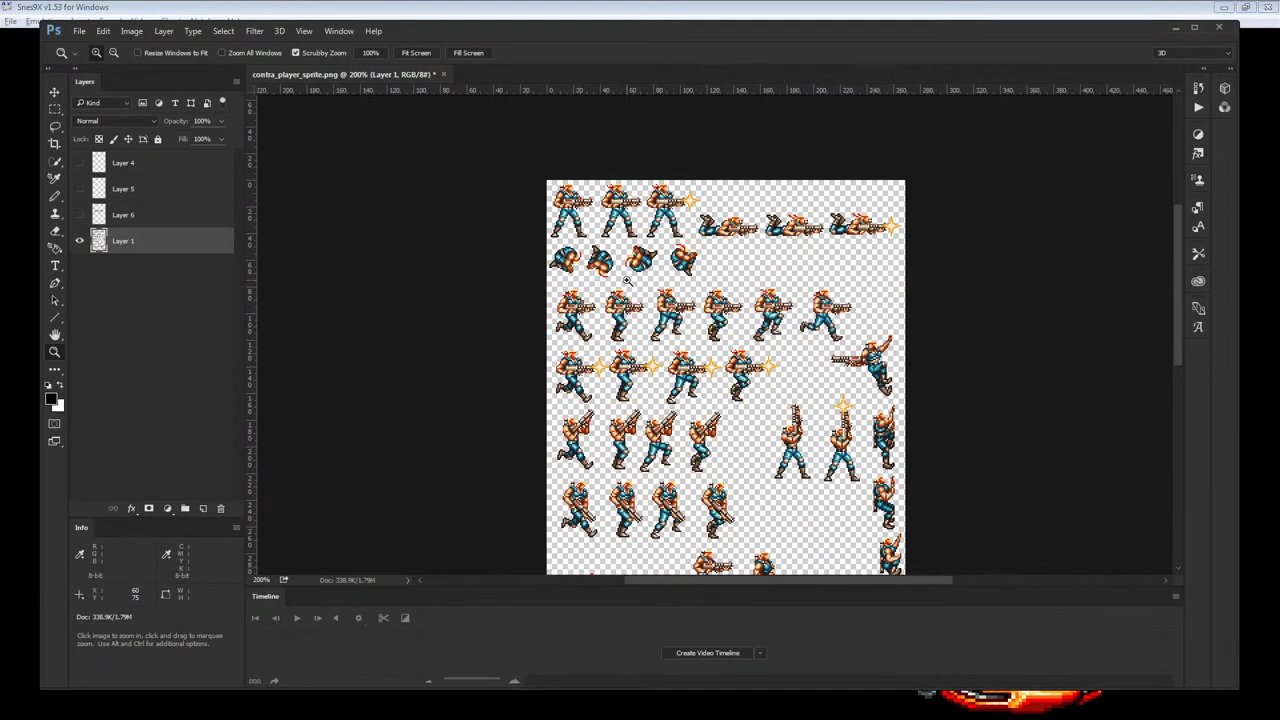 Snes9X v1.53 for Windows
File
Ps File Edit Image Layer Type Select Filter 3D View Window Help
Resize Windows to Fit Zoom All Windows Scrubby Zoom 100% Fit Screen Fill Screen 3D
Layers
contra_player_sprite.png @ 200% (Layer 1, RGB/8#) *
Kind
Normal Opacity: 100%
Lock: Fill: 100%
Layer 4
Layer 5
Layer 6
Layer 1
Info
R :
G :
B :
C :
M :
Y :
K :
8-bit 8-bit
X : 60
Y : 75
W :
H :
Doc: 338.9K/1.79M
Click image to zoom in, click and drag to marquee
zoom. Use Alt and Ctrl for additional options.
200% Doc: 338.9K/1.79M
Timeline
Create Video Timeline